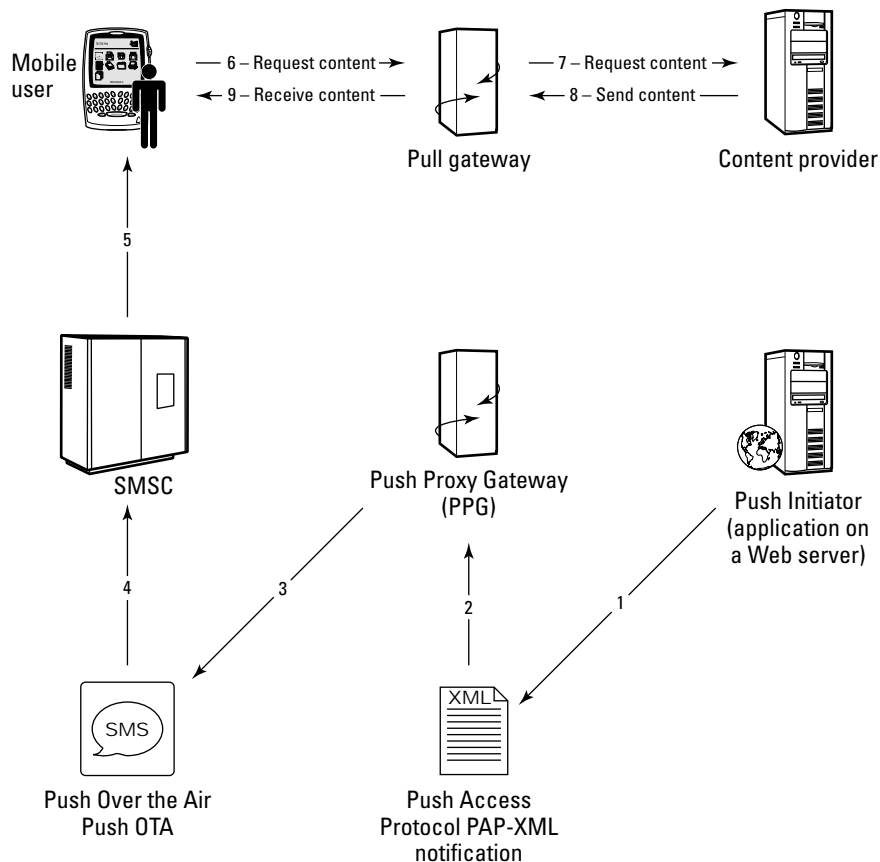 Mobile
user
6 – Request content
9 – Receive content
7 – Request content
8 – Send content
Pull gateway
Content provider
5
SMSC
Push Proxy Gateway
(PPG)
Push Initiator
(application on
a Web server)
4
3
2
1
SMS
XML
Push Over the Air
Push OTA
Push Access
Protocol PAP-XML
notification